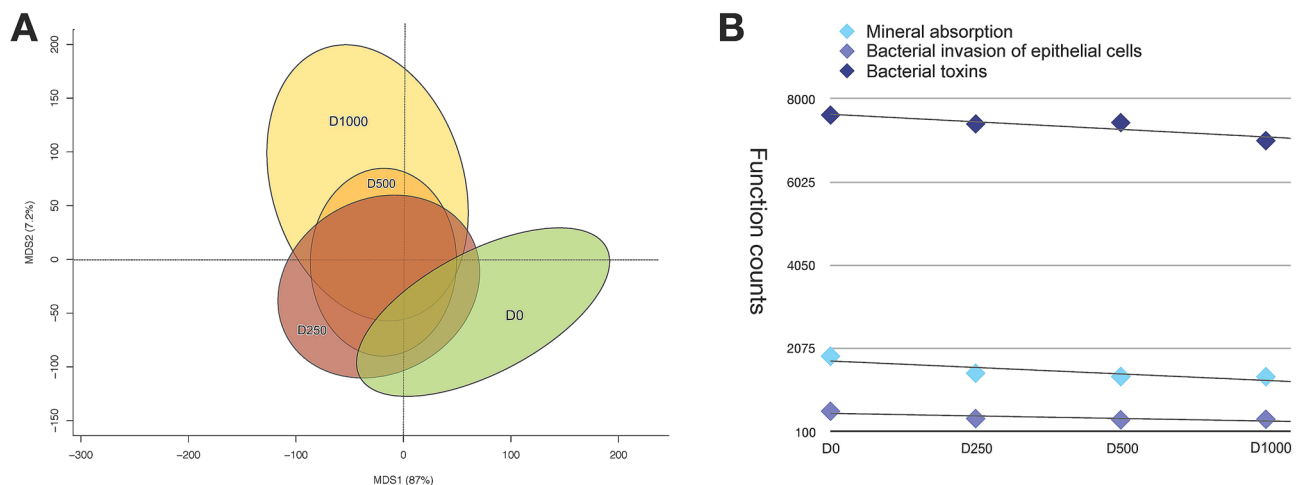 A
200
150
100
50
0
−50
−100
−150
MDS2 (7.2%)
D1000
D500
D250
D0
−300
−200
−100
0
100
200
MDS1 (87%)
B
Mineral absorption
Bacterial invasion of epithelial cells
Bacterial toxins
Function counts
8000
6025
4050
2075
100
D0
D250
D500
D1000